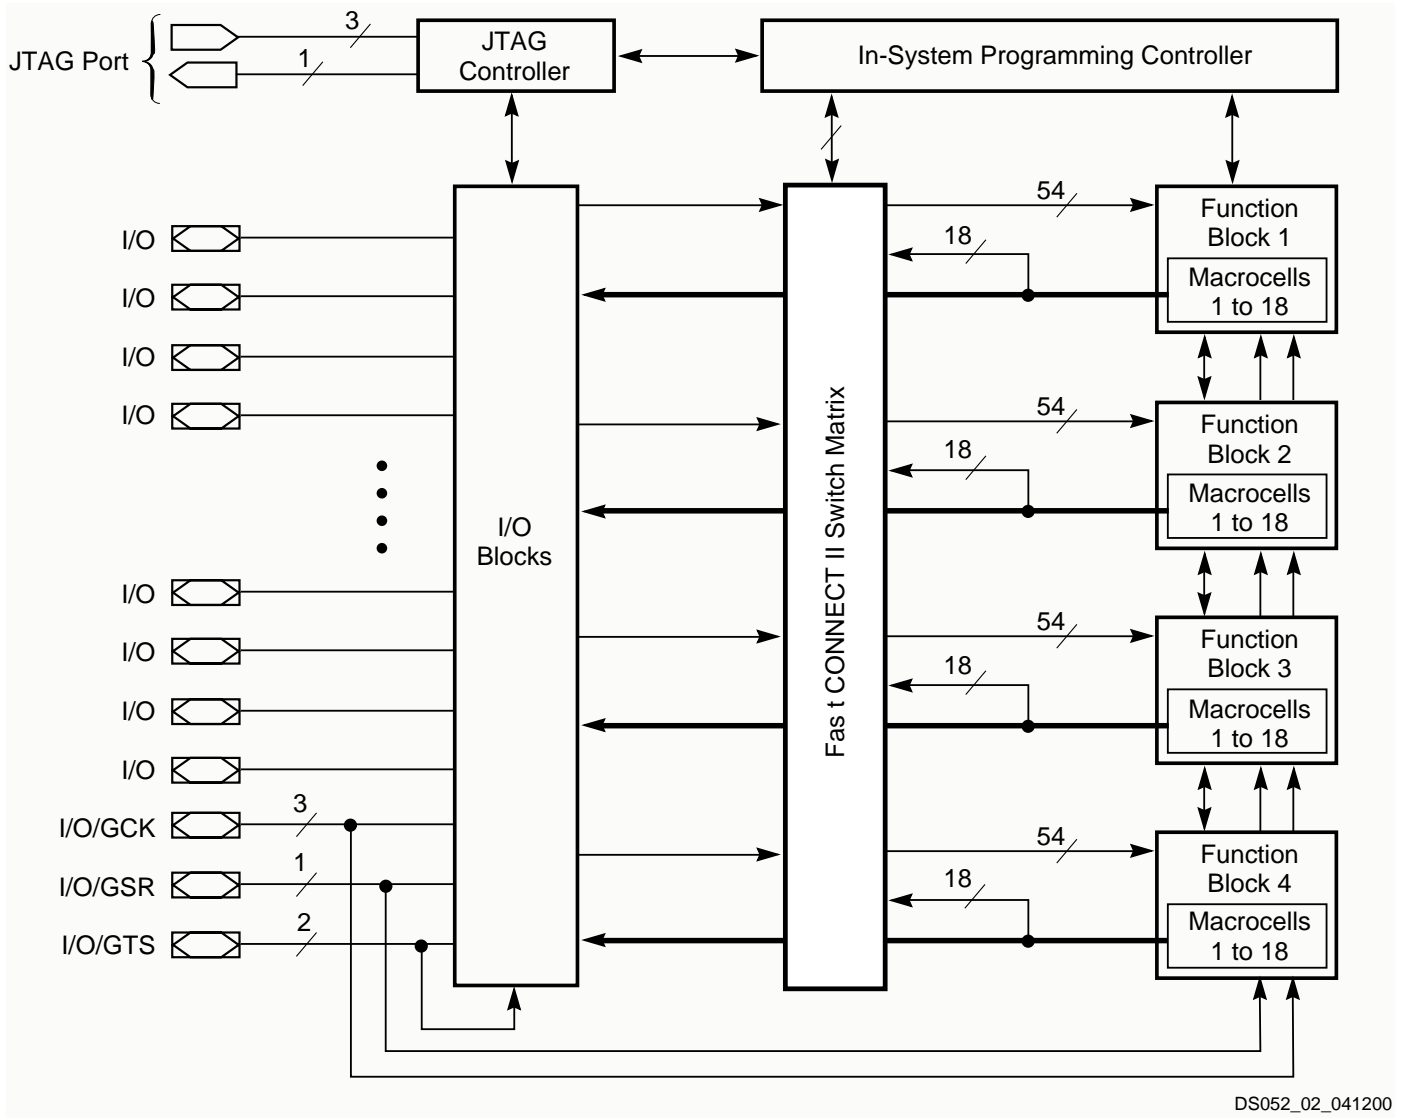 JTAG Port
3
1
JTAG
Controller
In-System Programming Controller
I/O
I/O
I/O
I/O
I/O
I/O
I/O
I/O
I/O/GCK
3
I/O/GSR
1
I/O/GTS
2
I/O
Blocks
Fas t CONNECT II Switch Matrix
54
18
Function
Block 1
Macrocells
1 to 18
54
18
Function
Block 2
Macrocells
1 to 18
54
18
Function
Block 3
Macrocells
1 to 18
54
18
Function
Block 4
Macrocells
1 to 18
DS052_02_041200